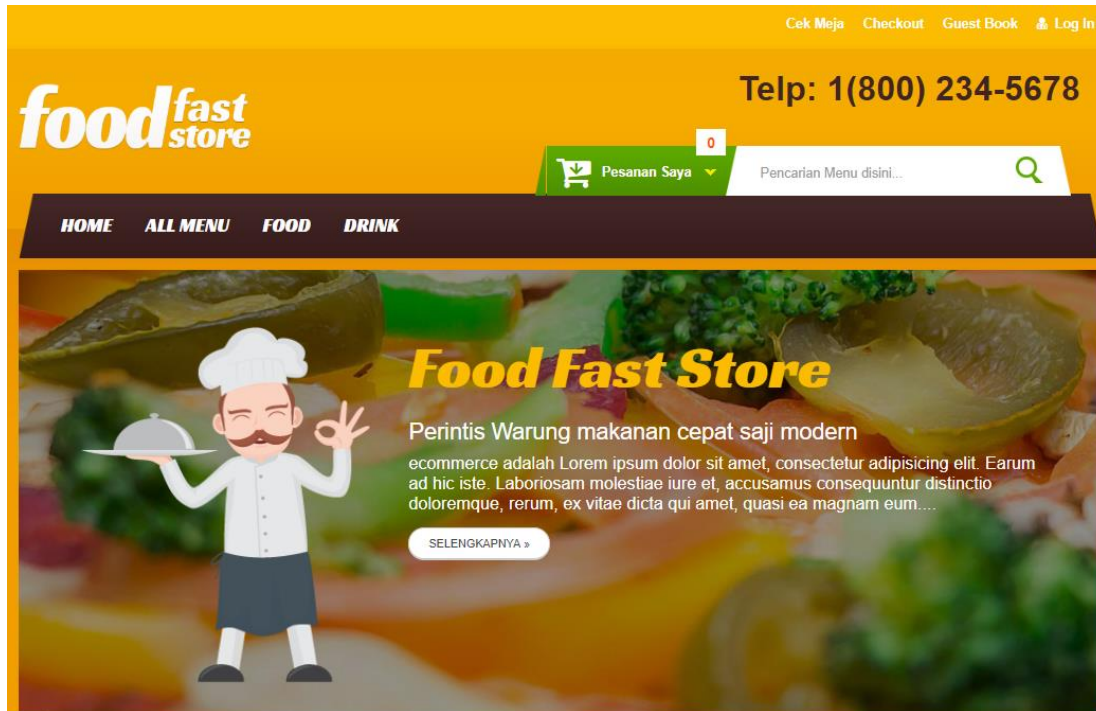 Cek Meja Checkout Guest Book Log In
Telp: 1(800) 234-5678
food fast store
0
Pesanan Saya
Pencarian Menu disini...
HOME ALL MENU FOOD DRINK
Food Fast Store
Perintis Warung makanan cepat saji modern
ecommerce adalah Lorem ipsum dolor sit amet, consectetur adipisicing elit. Earum
ad hic iste. Laboriosam molestiae iure et, accusamus consequuntur distinctio
doloremque, rerum, ex vitae dicta qui amet, quasi ea magnam eum....
SELENGKAPNYA »